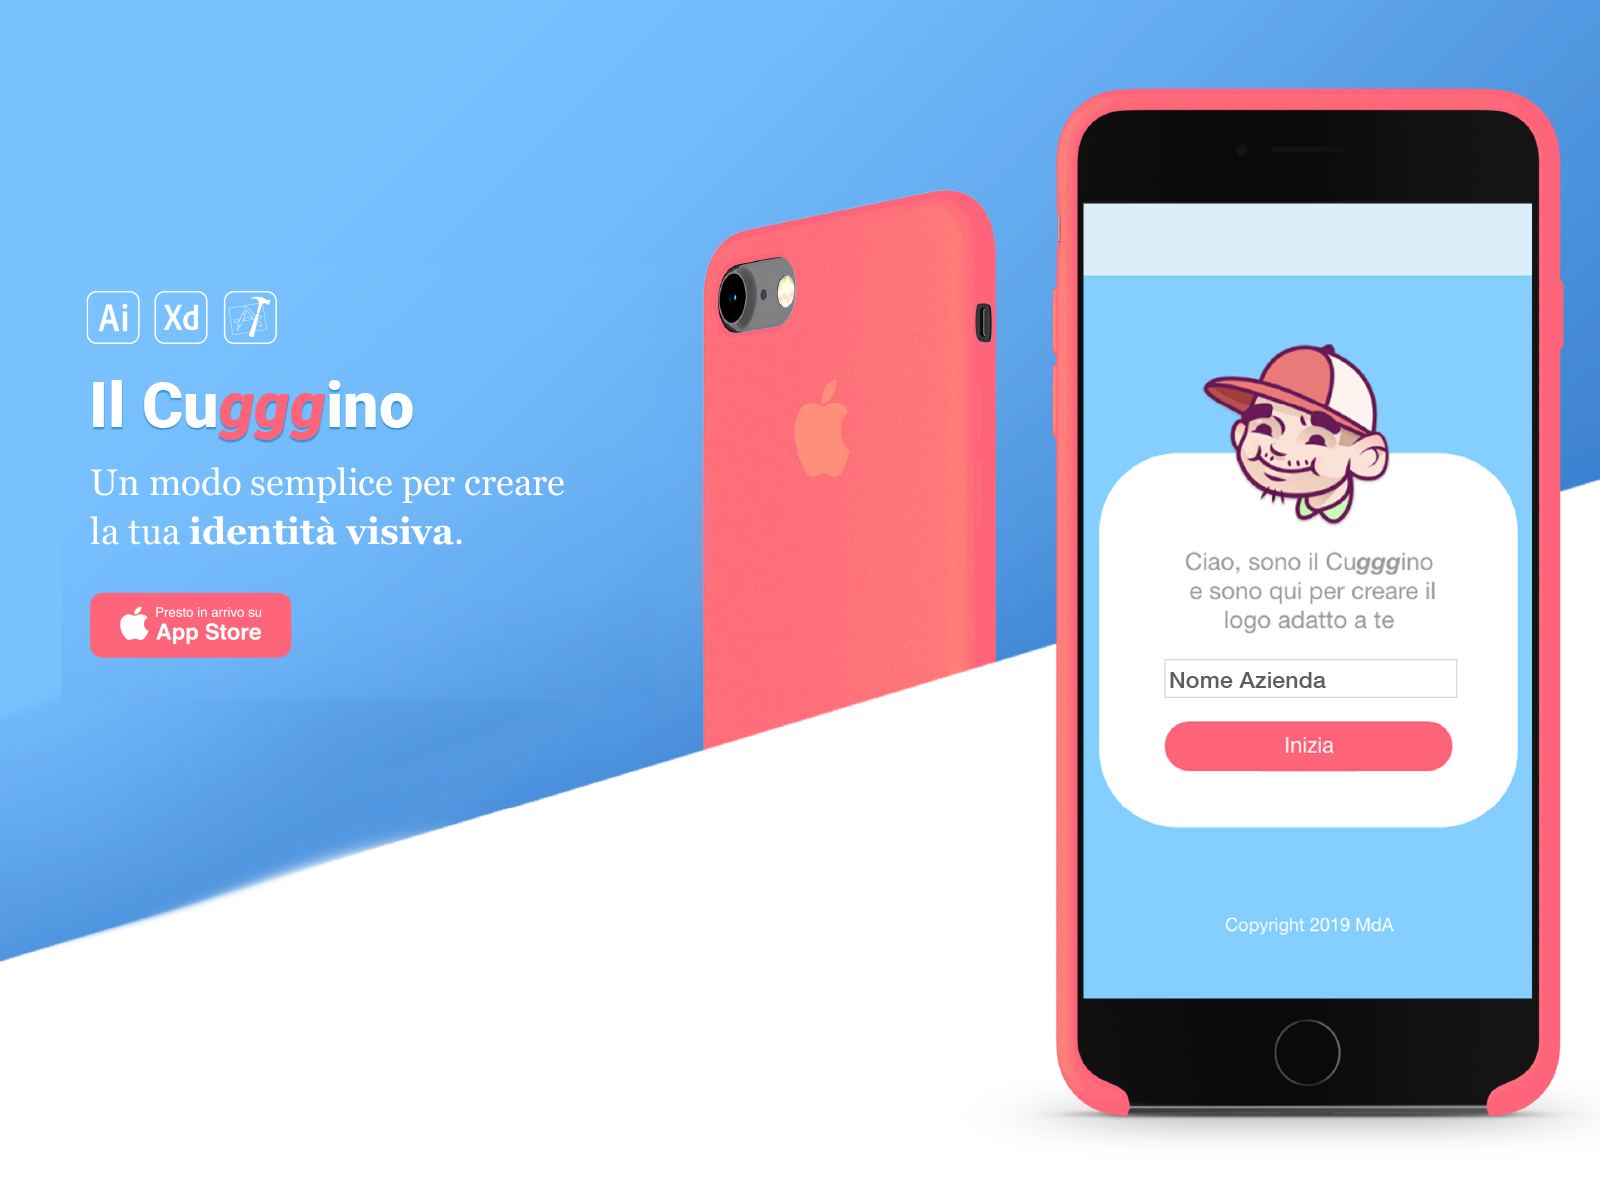 Ai Xd
Il Cugggino
Un modo semplice per creare
la tua identità visiva.
Presto in arrivo su
App Store
Ciao, sono il Cugggino
e sono qui per creare il
logo adatto a te
Nome Azienda
Inizia
Copyright 2019 MdA